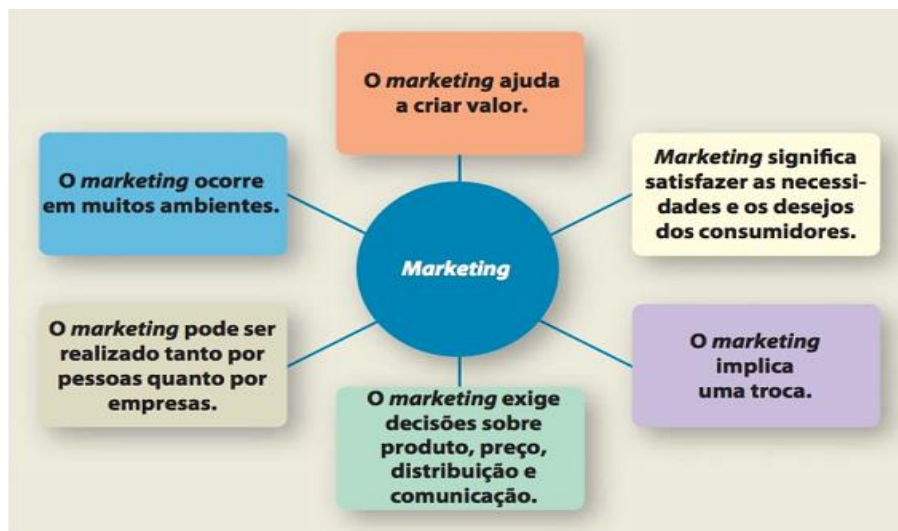 O marketing ajuda
a criar valor.
O marketing ocorre
em muitos ambientes.
Marketing significa
satisfazer as necessi-
dades e os desejos
dos consumidores.
Marketing
O marketing pode ser
realizado tanto por
pessoas quanto por
empresas.
O marketing
implica
uma troca.
O marketing exige
decisões sobre
produto, preço,
distribuição e
comunicação.